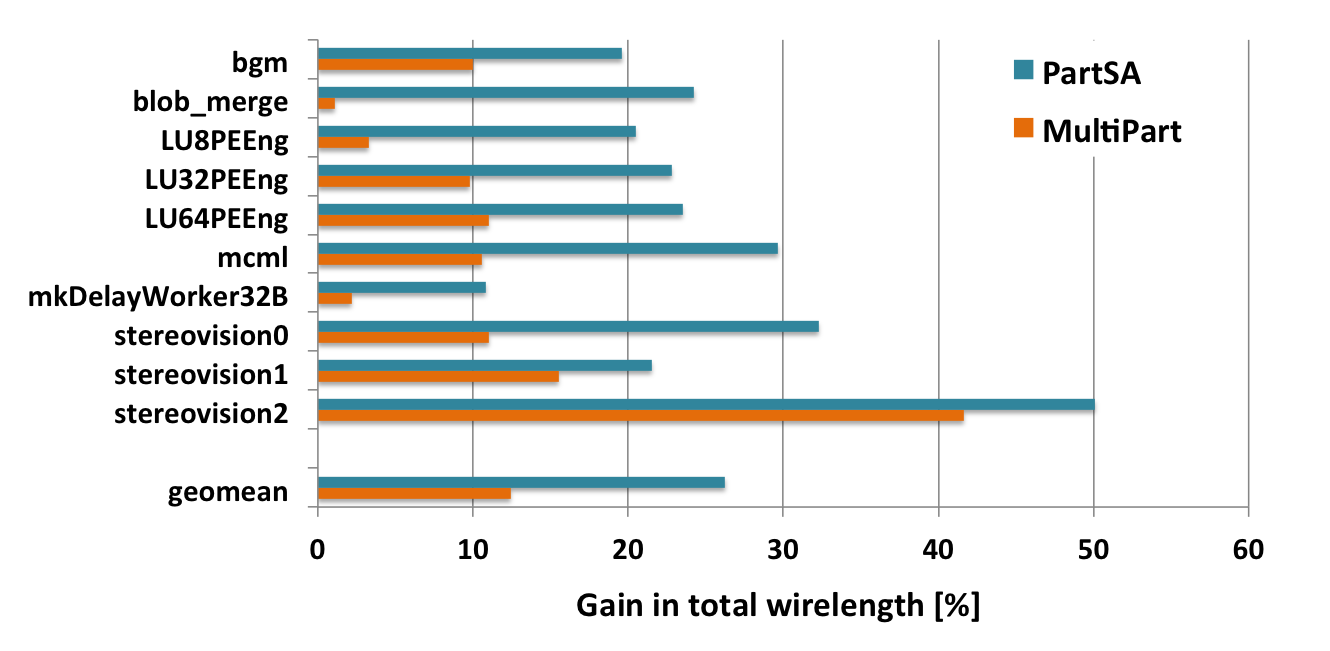 bgm
blob_merge
LU8PEEng
LU32PEEng
LU64PEEng
mcml
mkDelayWorker32B
stereovision0
stereovision1
stereovision2
geomean
PartSA
MultiPart
0 10 20 30 40 50 60
Gain in total wirelength [%]